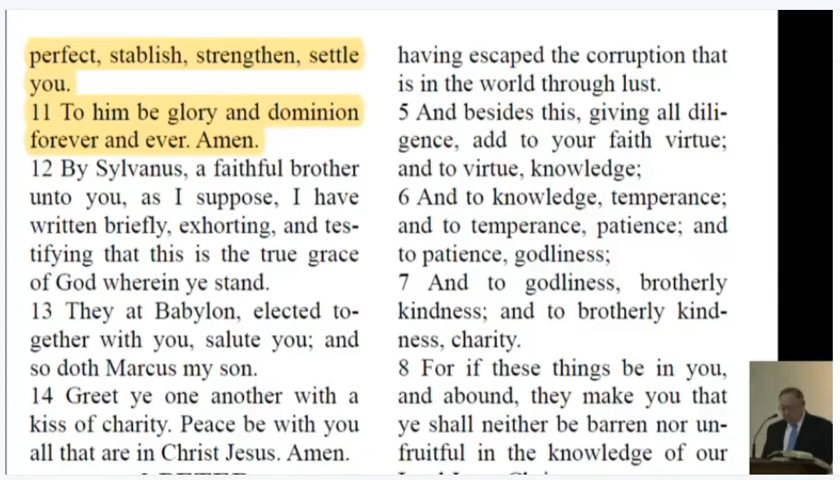 perfect, stablish, strengthen, settle
you.
11 To him be glory and dominion
forever and ever. Amen.
12 By Sylvanus, a faithful brother
unto you, as I suppose, I have
written briefly, exhorting, and tes-
tifying that this is the true grace
of God wherein ye stand.
13 They at Babylon, elected to-
gether with you, salute you; and
so doth Marcus my son.
14 Greet ye one another with a
kiss of charity. Peace be with you
all that are in Christ Jesus. Amen.
having escaped the corruption that
is in the world through lust.
5 And besides this, giving all dili-
gence, add to your faith virtue;
and to virtue, knowledge;
6 And to knowledge, temperance;
and to temperance, patience; and
to patience, godliness;
7 And to godliness, brotherly
kindness; and to brotherly kind-
ness, charity.
8 For if these things be in you,
and abound, they make you that
ye shall neither be barren nor un-
fruitful in the knowledge of our